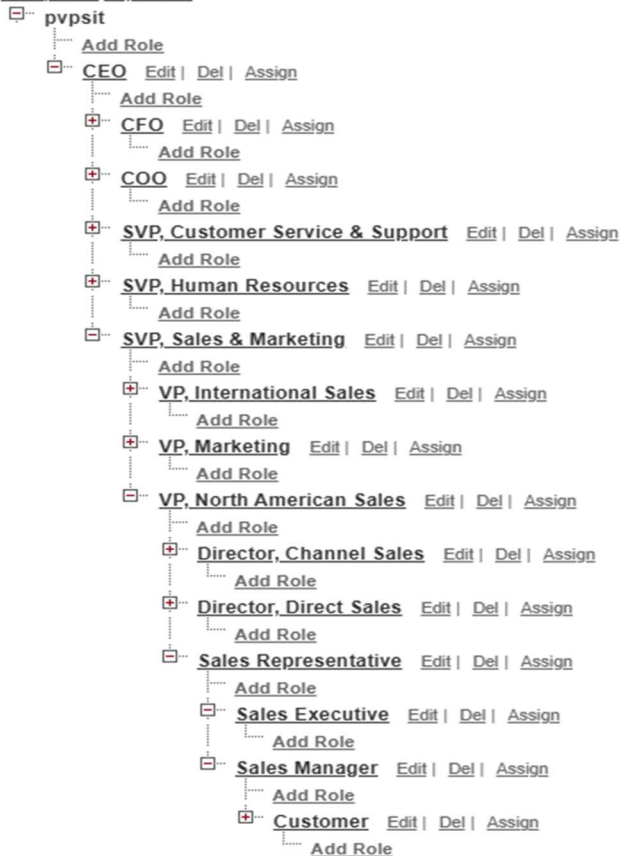 pvpsit
Add Role
CEO Edit | Del | Assign
Add Role
CFO Edit | Del | Assign
Add Role
COO Edit | Del | Assign
Add Role
SVP, Customer Service & Support Edit | Del | Assign
Add Role
SVP, Human Resources Edit | Del | Assign
Add Role
SVP, Sales & Marketing Edit | Del | Assign
Add Role
VP, International Sales Edit | Del | Assign
Add Role
VP, Marketing Edit | Del | Assign
Add Role
VP, North American Sales Edit | Del | Assign
Add Role
Director, Channel Sales Edit | Del | Assign
Add Role
Director, Direct Sales Edit | Del | Assign
Add Role
Sales Representative Edit | Del | Assign
Add Role
Sales Executive Edit | Del | Assign
Add Role
Sales Manager Edit | Del | Assign
Add Role
Customer Edit | Del | Assign
Add Role